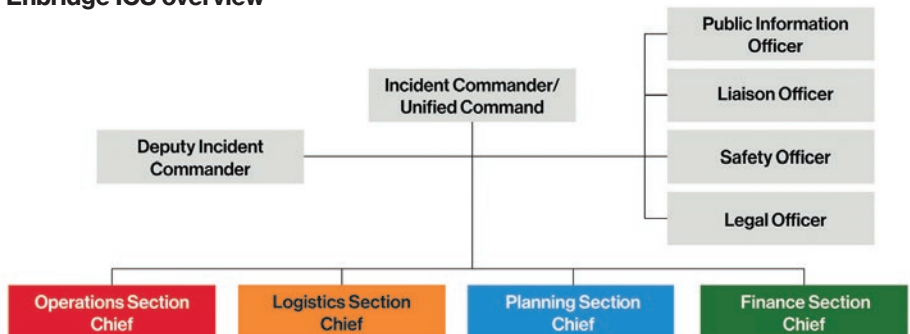 Enbridge ICS overview
Public Information
Officer
Incident Commander/
Unified Command
Liaison Officer
Deputy Incident
Commander
Safety Officer
Legal Officer
Operations Section
Chief
Logistics Section
Chief
Planning Section
Chief
Finance Section
Chief